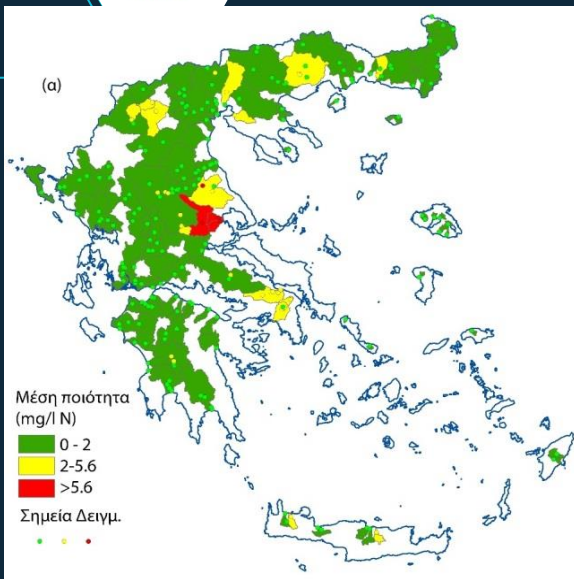 (α)
Μέση ποιότητα
(mg/l N)
0 - 2
2-5.6
>5.6
Σημεία Δειγμ.